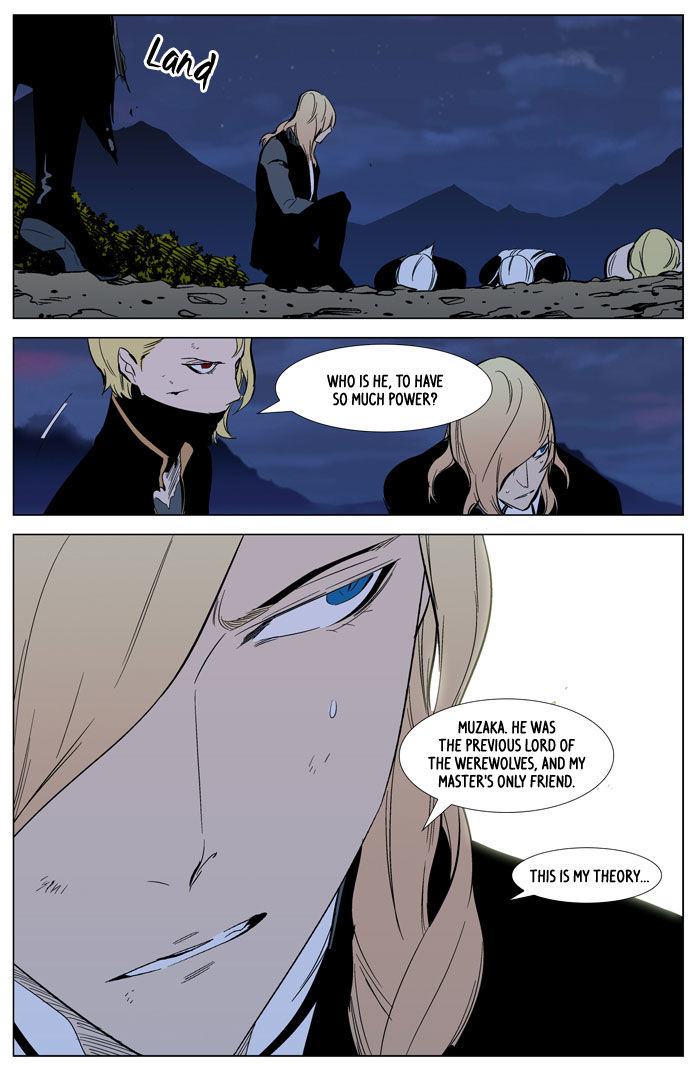 Land
WHO IS HE, TO HAVE
SO MUCH POWER?
MUZAKA. HE WAS
THE PREVIOUS LORD OF
THE WEREWOLVES, AND MY
MASTER'S ONLY FRIEND.
THIS IS MY THEORY...